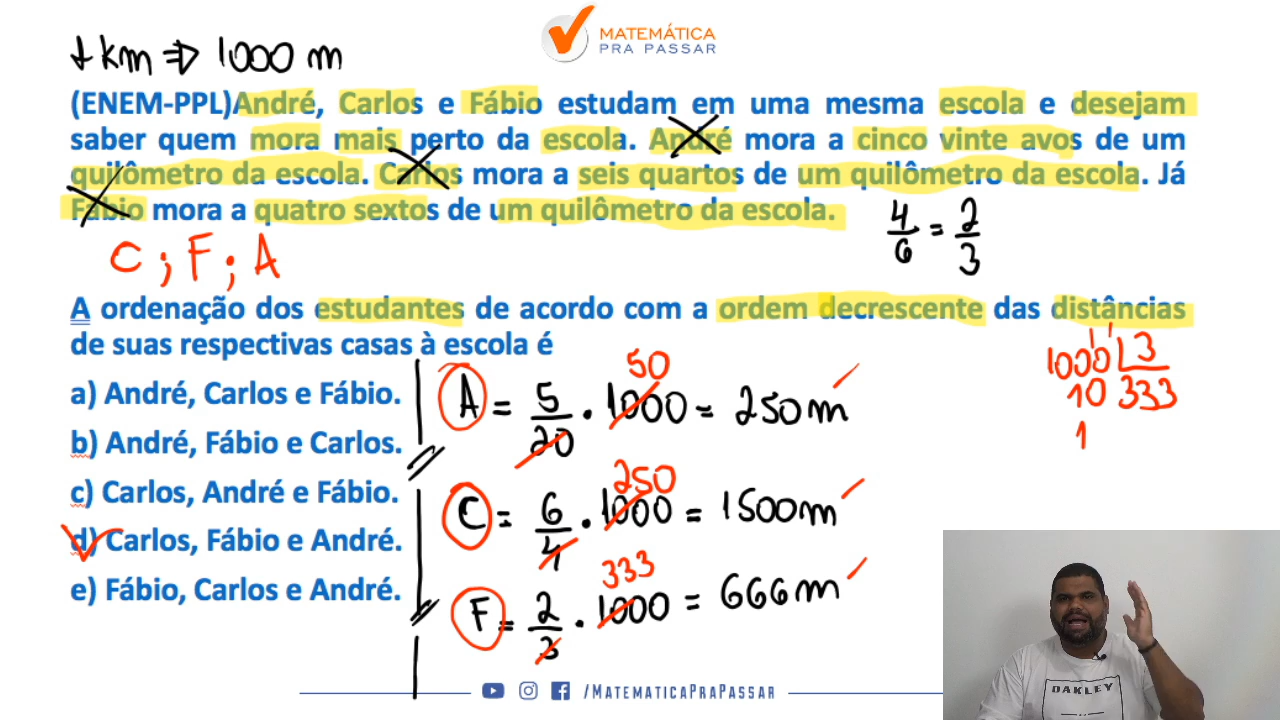 MATEMÁTICA
PRA PASSAR
1 km ⇒ 1000 m
(ENEM-PPL)André, Carlos e Fábio estudam em uma mesma escola e desejam
saber quem mora mais perto da escola. André mora a cinco vinte avos de um
quilômetro da escola. Carlos mora a seis quartos de um quilômetro da escola. Já
Fábio mora a quatro sextos de um quilômetro da escola.
4/6 = 2/3
C ; F ; A
A ordenação dos estudantes de acordo com a ordem decrescente das distâncias
de suas respectivas casas à escola é
a) André, Carlos e Fábio.
b) André, Fábio e Carlos.
c) Carlos, André e Fábio.
d) Carlos, Fábio e André.
e) Fábio, Carlos e André.
50
A = 5/20 . 1000 = 250m
250
C = 6/4 . 1000 = 1500m
333
F = 2/3 . 1000 = 666m
1000 3
10 333
1
OAKLEY
/MATEMATICAPRAPASSAR